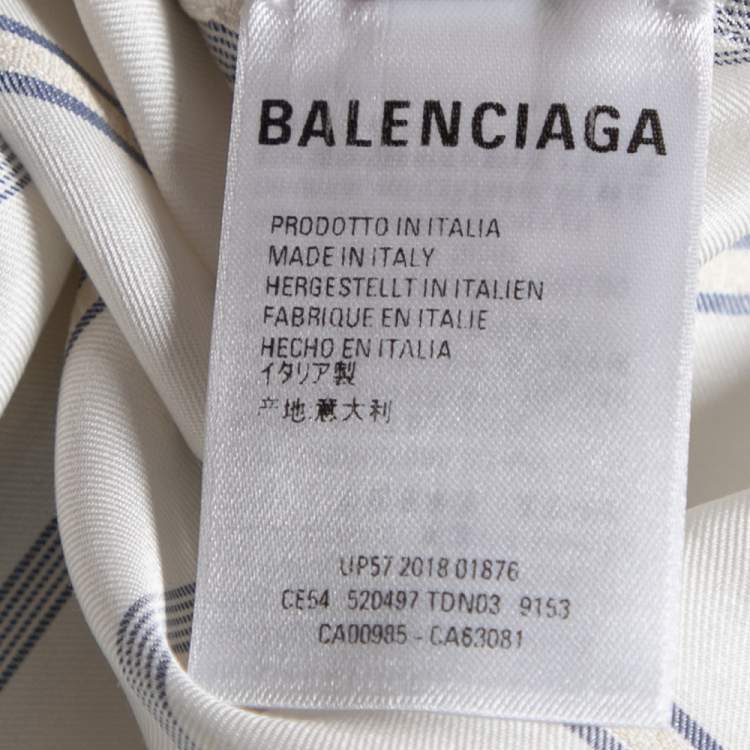 BALENCIAGA
PRODOTTO IN ITALIA
MADE IN ITALY
HERGESTELLT IN ITALIEN
FABRIQUE EN ITALIE
HECHO EN ITALIA
イタリア製
产地:意大利
UP57 2018 01876
CE54 520497 TDN03 9153
CA00985 - CA63081